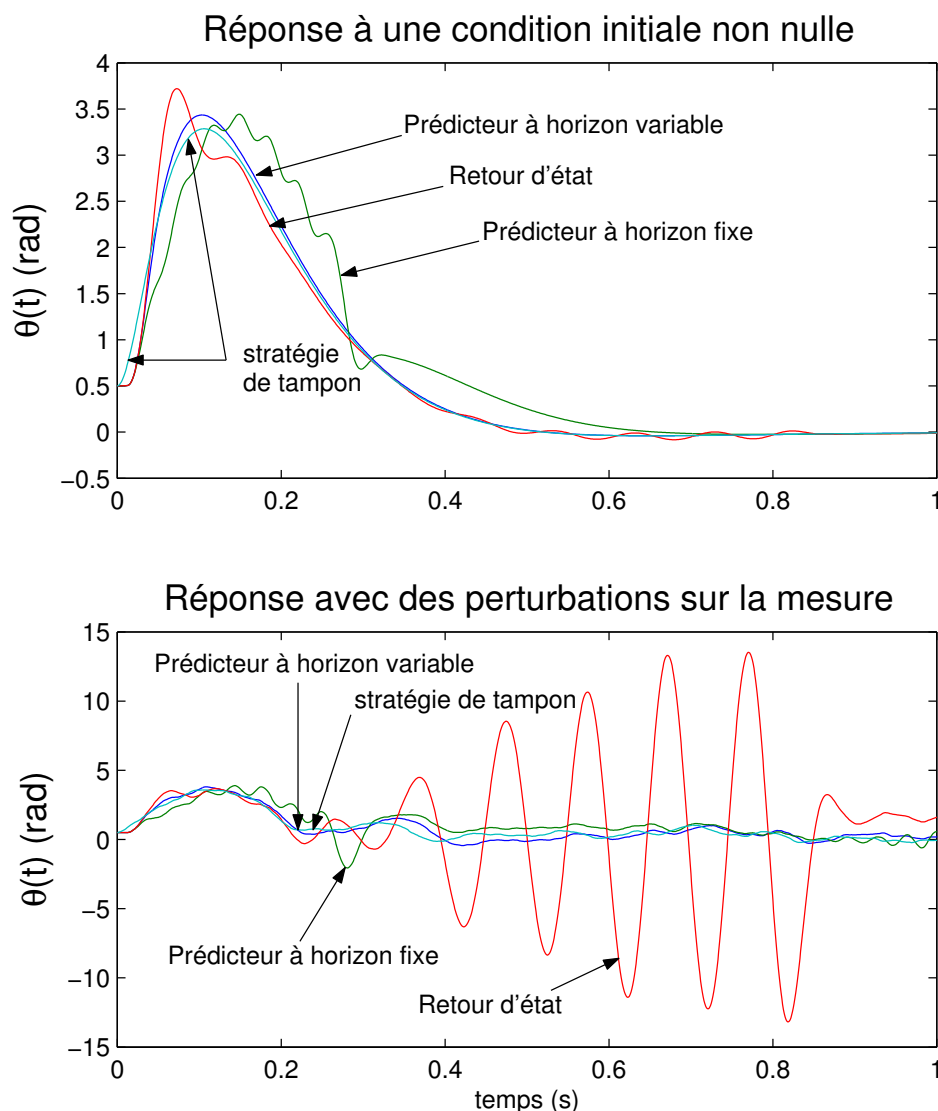 Réponse à une condition initiale non nulle
4
3.5
3
2.5
2
1.5
1
0.5
0
−0.5
θ(t) (rad)
Prédicteur à horizon variable
Retour d'état
Prédicteur à horizon fixe
stratégie
de tampon
0
0.2
0.4
0.6
0.8
1
Réponse avec des perturbations sur la mesure
15
10
5
0
−5
−10
−15
θ(t) (rad)
Prédicteur à horizon variable
stratégie de tampon
Prédicteur à horizon fixe
Retour d'état
0
0.2
0.4
0.6
0.8
1
temps (s)